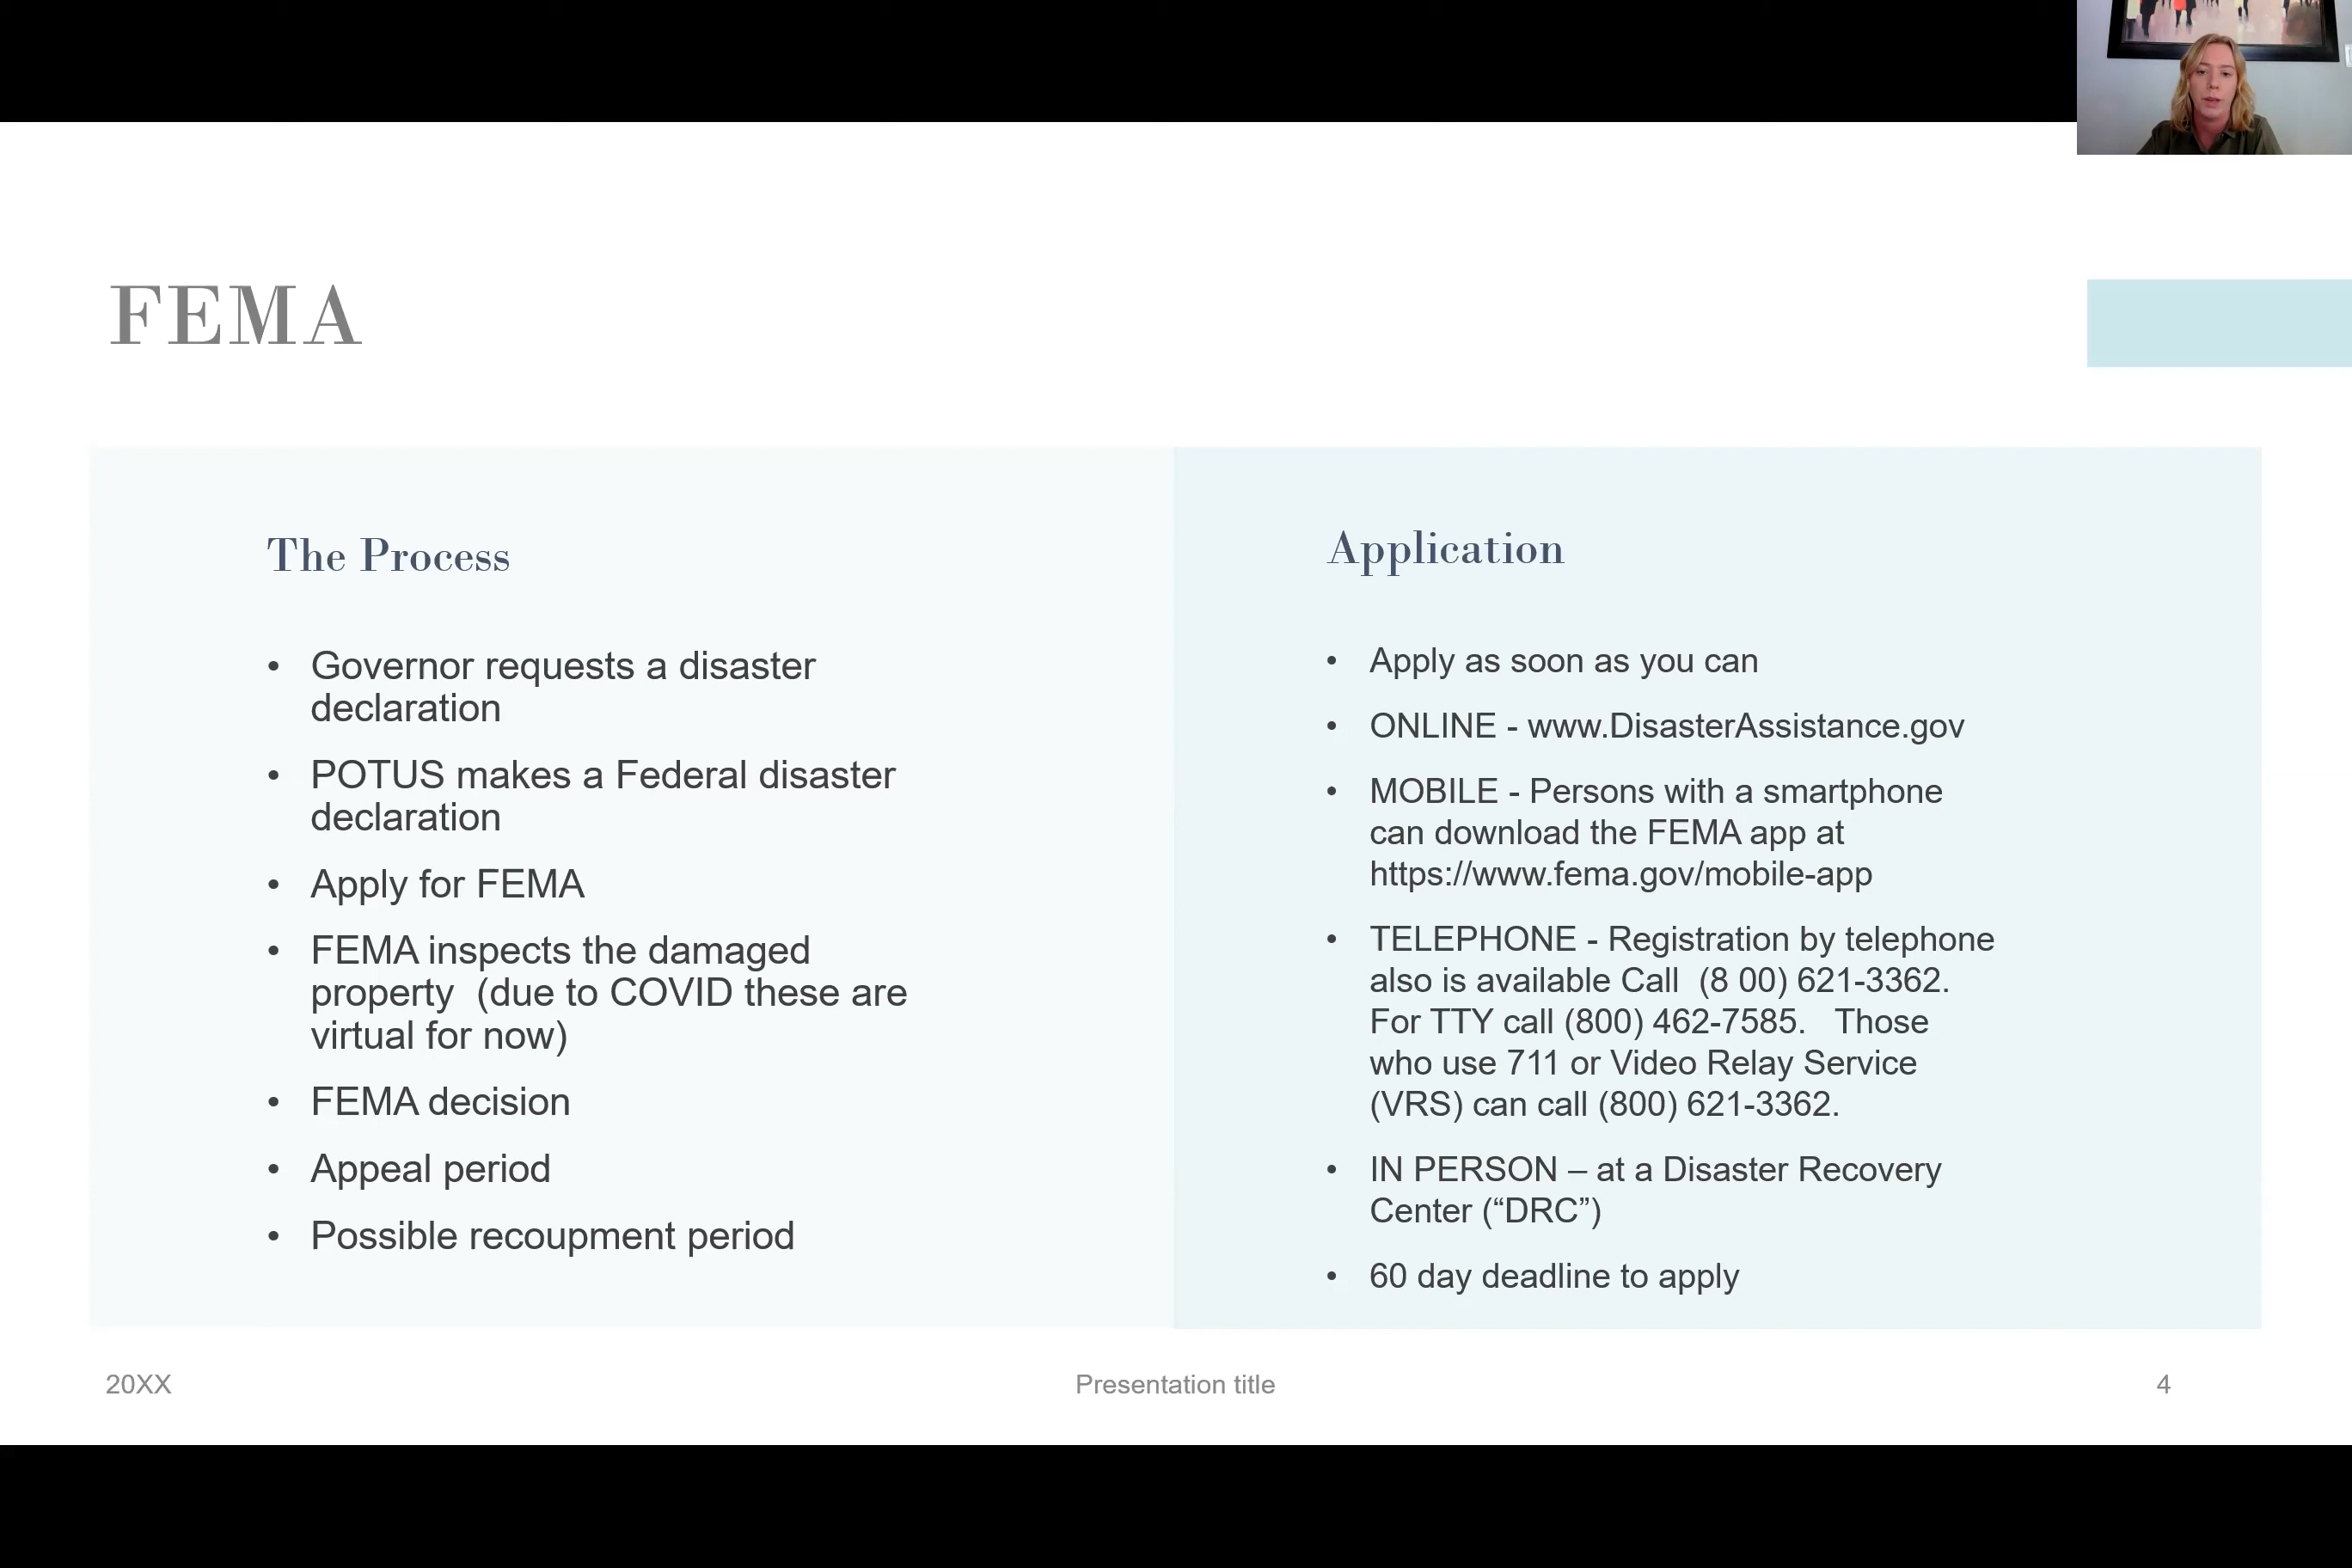 FEMA
The Process
• Governor requests a disaster
declaration
• POTUS makes a Federal disaster
declaration
• Apply for FEMA
• FEMA inspects the damaged
property  (due to COVID these are
virtual for now)
• FEMA decision
• Appeal period
• Possible recoupment period
Application
• Apply as soon as you can
• ONLINE - www.DisasterAssistance.gov
• MOBILE - Persons with a smartphone
can download the FEMA app at
https://www.fema.gov/mobile-app
• TELEPHONE - Registration by telephone
also is available Call  (8 00) 621-3362.
For TTY call (800) 462-7585.   Those
who use 711 or Video Relay Service
(VRS) can call (800) 621-3362.
• IN PERSON – at a Disaster Recovery
Center (“DRC”)
• 60 day deadline to apply
20XX
Presentation title
4